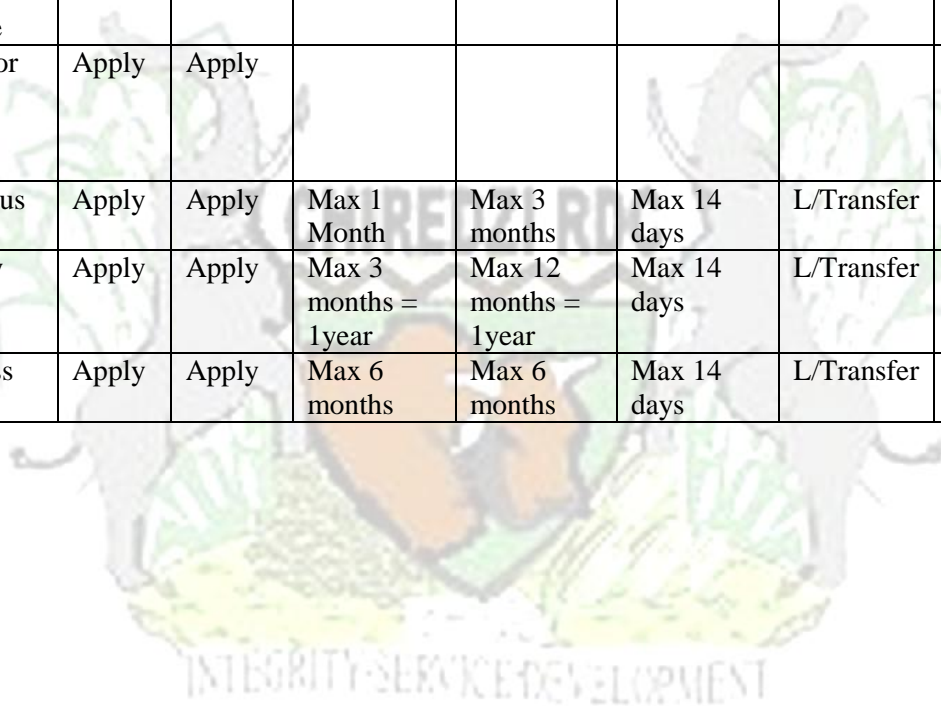 e
or Apply Apply
us Apply Apply Max 1 Max 3 Max 14 L/Transfer
Month months days
y Apply Apply Max 3 Max 12 Max 14 L/Transfer
months = months = days
1year 1year
ss Apply Apply Max 6 Max 6 Max 14 L/Transfer
months months days
INTEGRITY-SERVICE-DEVELOPMENT